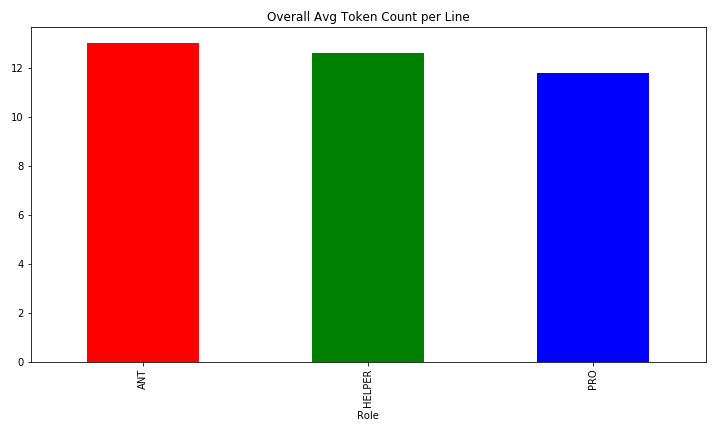 Overall Avg Token Count per Line
12
10
8
6
4
2
0
ANT
HELPER
PRO
Role